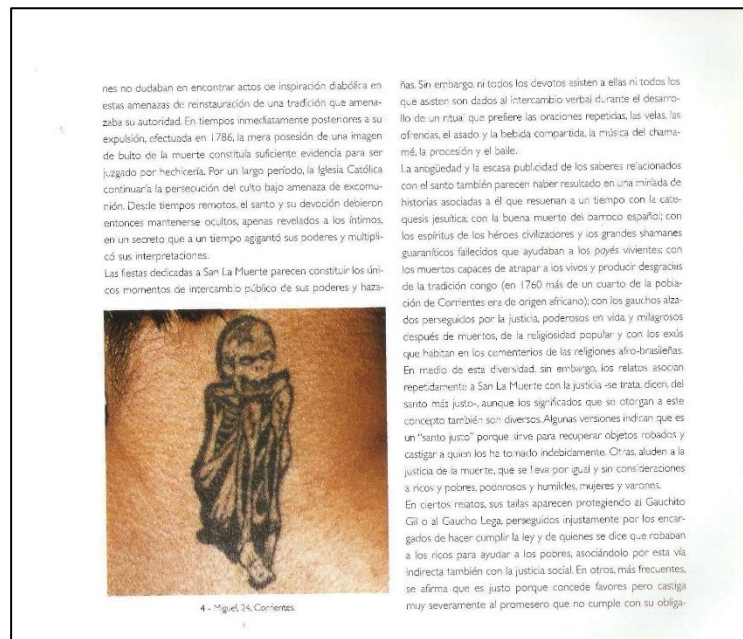 nes no dudaban en encontrar actos de inspiración diabólica en
estas amenazas de reinstauración de una tradición que amena-
zaba su autoridad. En tiempos inmediatamente posteriores a su
expulsión, efectuada en 1786, la mera posesión de una imagen
de bulto de la muerte constituía suficiente evidencia para ser
juzgado por hechicería. Por un largo período, la Iglesia Católica
continuaría la persecución del culto bajo amenaza de excomu-
nión. Desde tiempos remotos, el santo y su devoción debieron
entonces mantenerse ocultos, apenas revelados a los íntimos,
en un secreto que a un tiempo agigantó sus poderes y multipli-
có sus interpretaciones.
Las fiestas dedicadas a San La Muerte parecen constituir los úni-
cos momentos de intercambio público de sus poderes y haza-
4 - Miguel, 24, Corrientes.
ñas. Sin embargo, ni todos los devotos asisten a ellas ni todos los
que asisten son dados al intercambio verbal durante el desarro-
llo de un ritual que prefiere las oraciones repetidas, las velas, las
ofrendas, el asado y la bebida compartida, la música del chama-
mé, la procesión y el baile.
La antigüedad y la escasa publicidad de los saberes relacionados
con el santo también parecen haber resultado en una miríada de
historias asociadas a él que resuenan a un tiempo con la cate-
quesis jesuítica; con la buena muerte del barroco español; con
los espíritus de los héroes civilizadores y los grandes shamanes
guaraníticos fallecidos que ayudaban a los payés vivientes; con
los muertos capaces de atrapar a los vivos y producir desgracias
de la tradición congo (en 1760 más de un cuarto de la pobla-
ción de Corrientes era de origen africano); con los gauchos alza-
dos perseguidos por la justicia, poderosos en vida y milagrosos
después de muertos, de la religiosidad popular y con los exús
que habitan en los cementerios de las religiones afro-brasileñas.
En medio de esta diversidad, sin embargo, los relatos asocian
repetidamente a San La Muerte con la justicia -se trata, dicen, del
santo más justo-, aunque los significados que se otorgan a este
concepto también son diversos. Algunas versiones indican que es
un "santo justo" porque sirve para recuperar objetos robados y
castigar a quien los ha tomado indebidamente. Otras, aluden a la
justicia de la muerte, que se lleva por igual y sin consideraciones
a ricos y pobres, poderosos y humildes, mujeres y varones.
En ciertos relatos, sus tallas aparecen protegiendo al Gauchito
Gil o al Gaucho Lega, perseguidos injustamente por los encar-
gados de hacer cumplir la ley y de quienes se dice que robaban
a los ricos para ayudar a los pobres, asociándolo por esta vía
indirecta también con la justicia social. En otros, más frecuentes,
se afirma que es justo porque concede favores pero castiga
muy severamente al promesero que no cumple con su obliga-